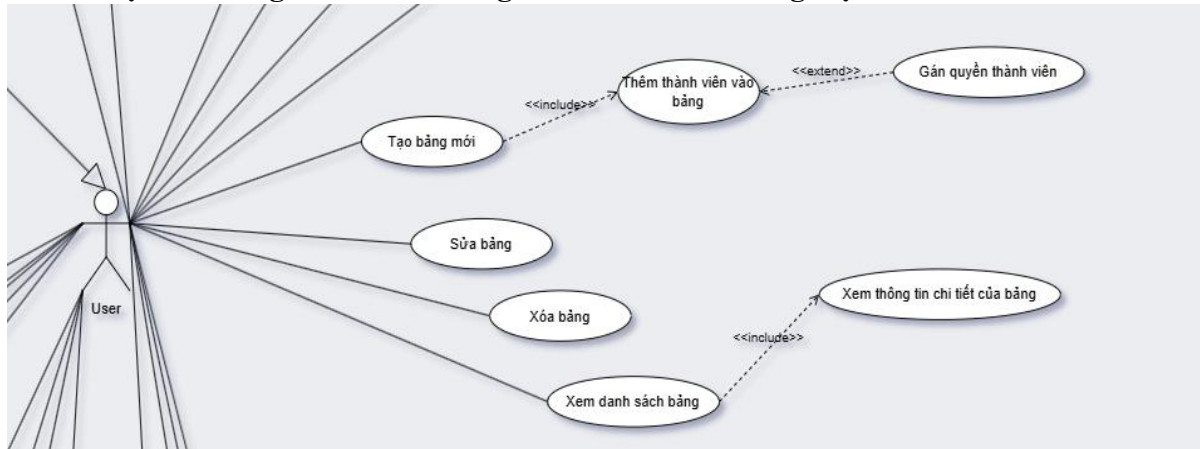 Thêm thành viên vào
bảng
<<extend>>
Gán quyền thành viên
<<include>>
Tạo bảng mới
Sửa bảng
User
Xem thông tin chi tiết của bảng
Xóa bảng
<<include>>
Xem danh sách bảng